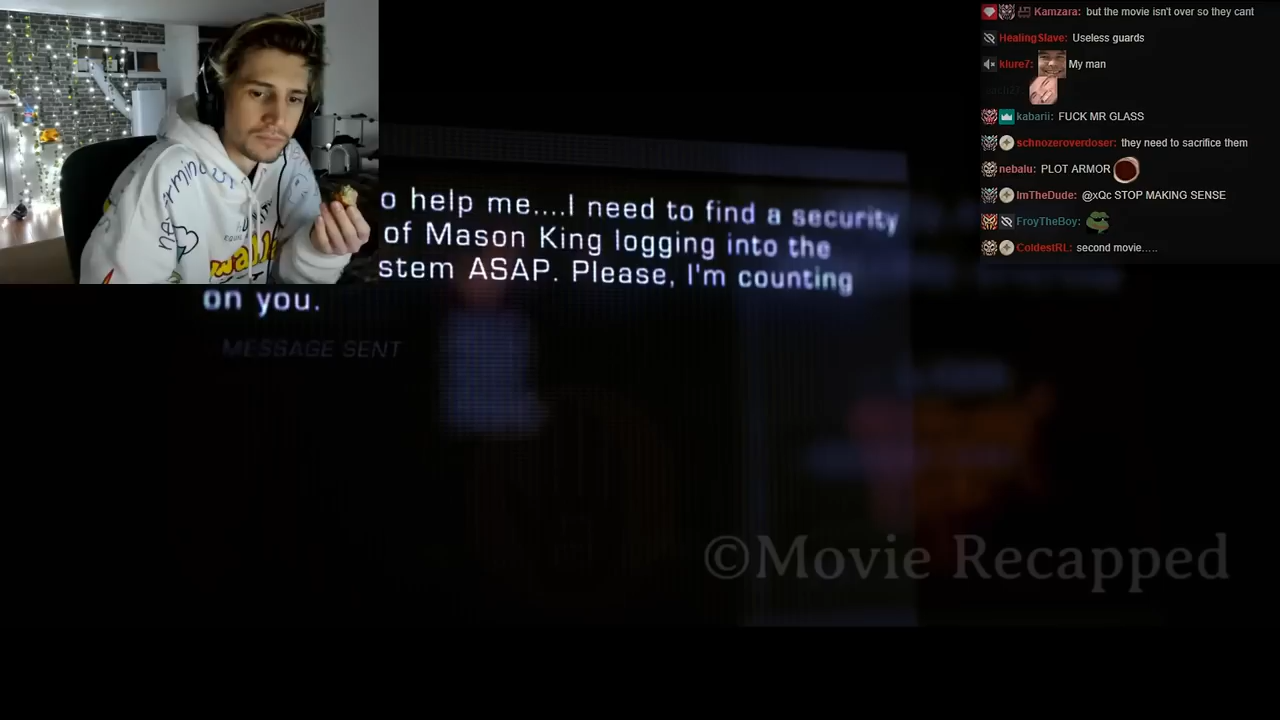 o help me....I need to find a security
of Mason King logging into the
stem ASAP. Please, I'm counting
on you.
MESSAGE SENT
Kamzara: but the movie isn't over so they cant
HealingSlave: Useless guards
klure7: My man
kabarii: FUCK MR GLASS
schnozeroverdoser: they need to sacrifice them
nebalu: PLOT ARMOR
ImTheDude: @xQc STOP MAKING SENSE
FroyTheBoy:
ColdestRL: second movie.....
©Movie Recapped